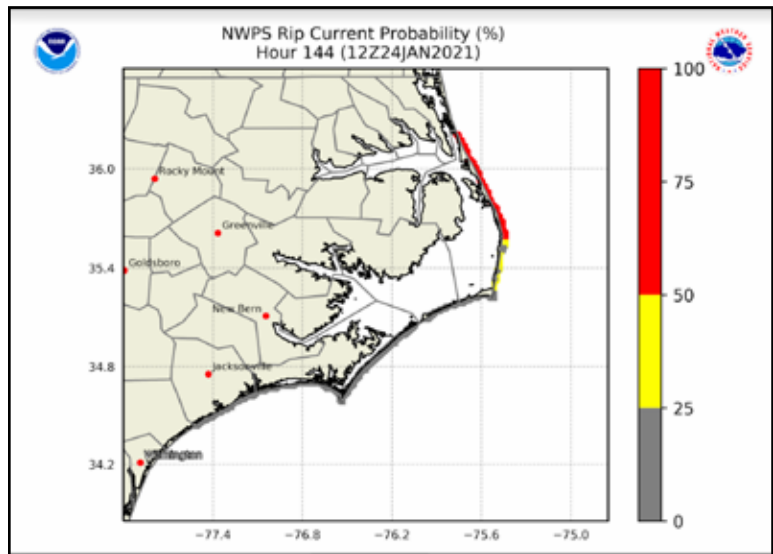 NWPS Rip Current Probability (%)
Hour 144 (12Z24JAN2021)
100
75
50
25
0
36.0
35.4
34.8
34.2
Rocky Mount
Greenville
Goldsboro
New Bern
Jacksonville
−77.4 −76.8 −76.2 −75.6 −75.0